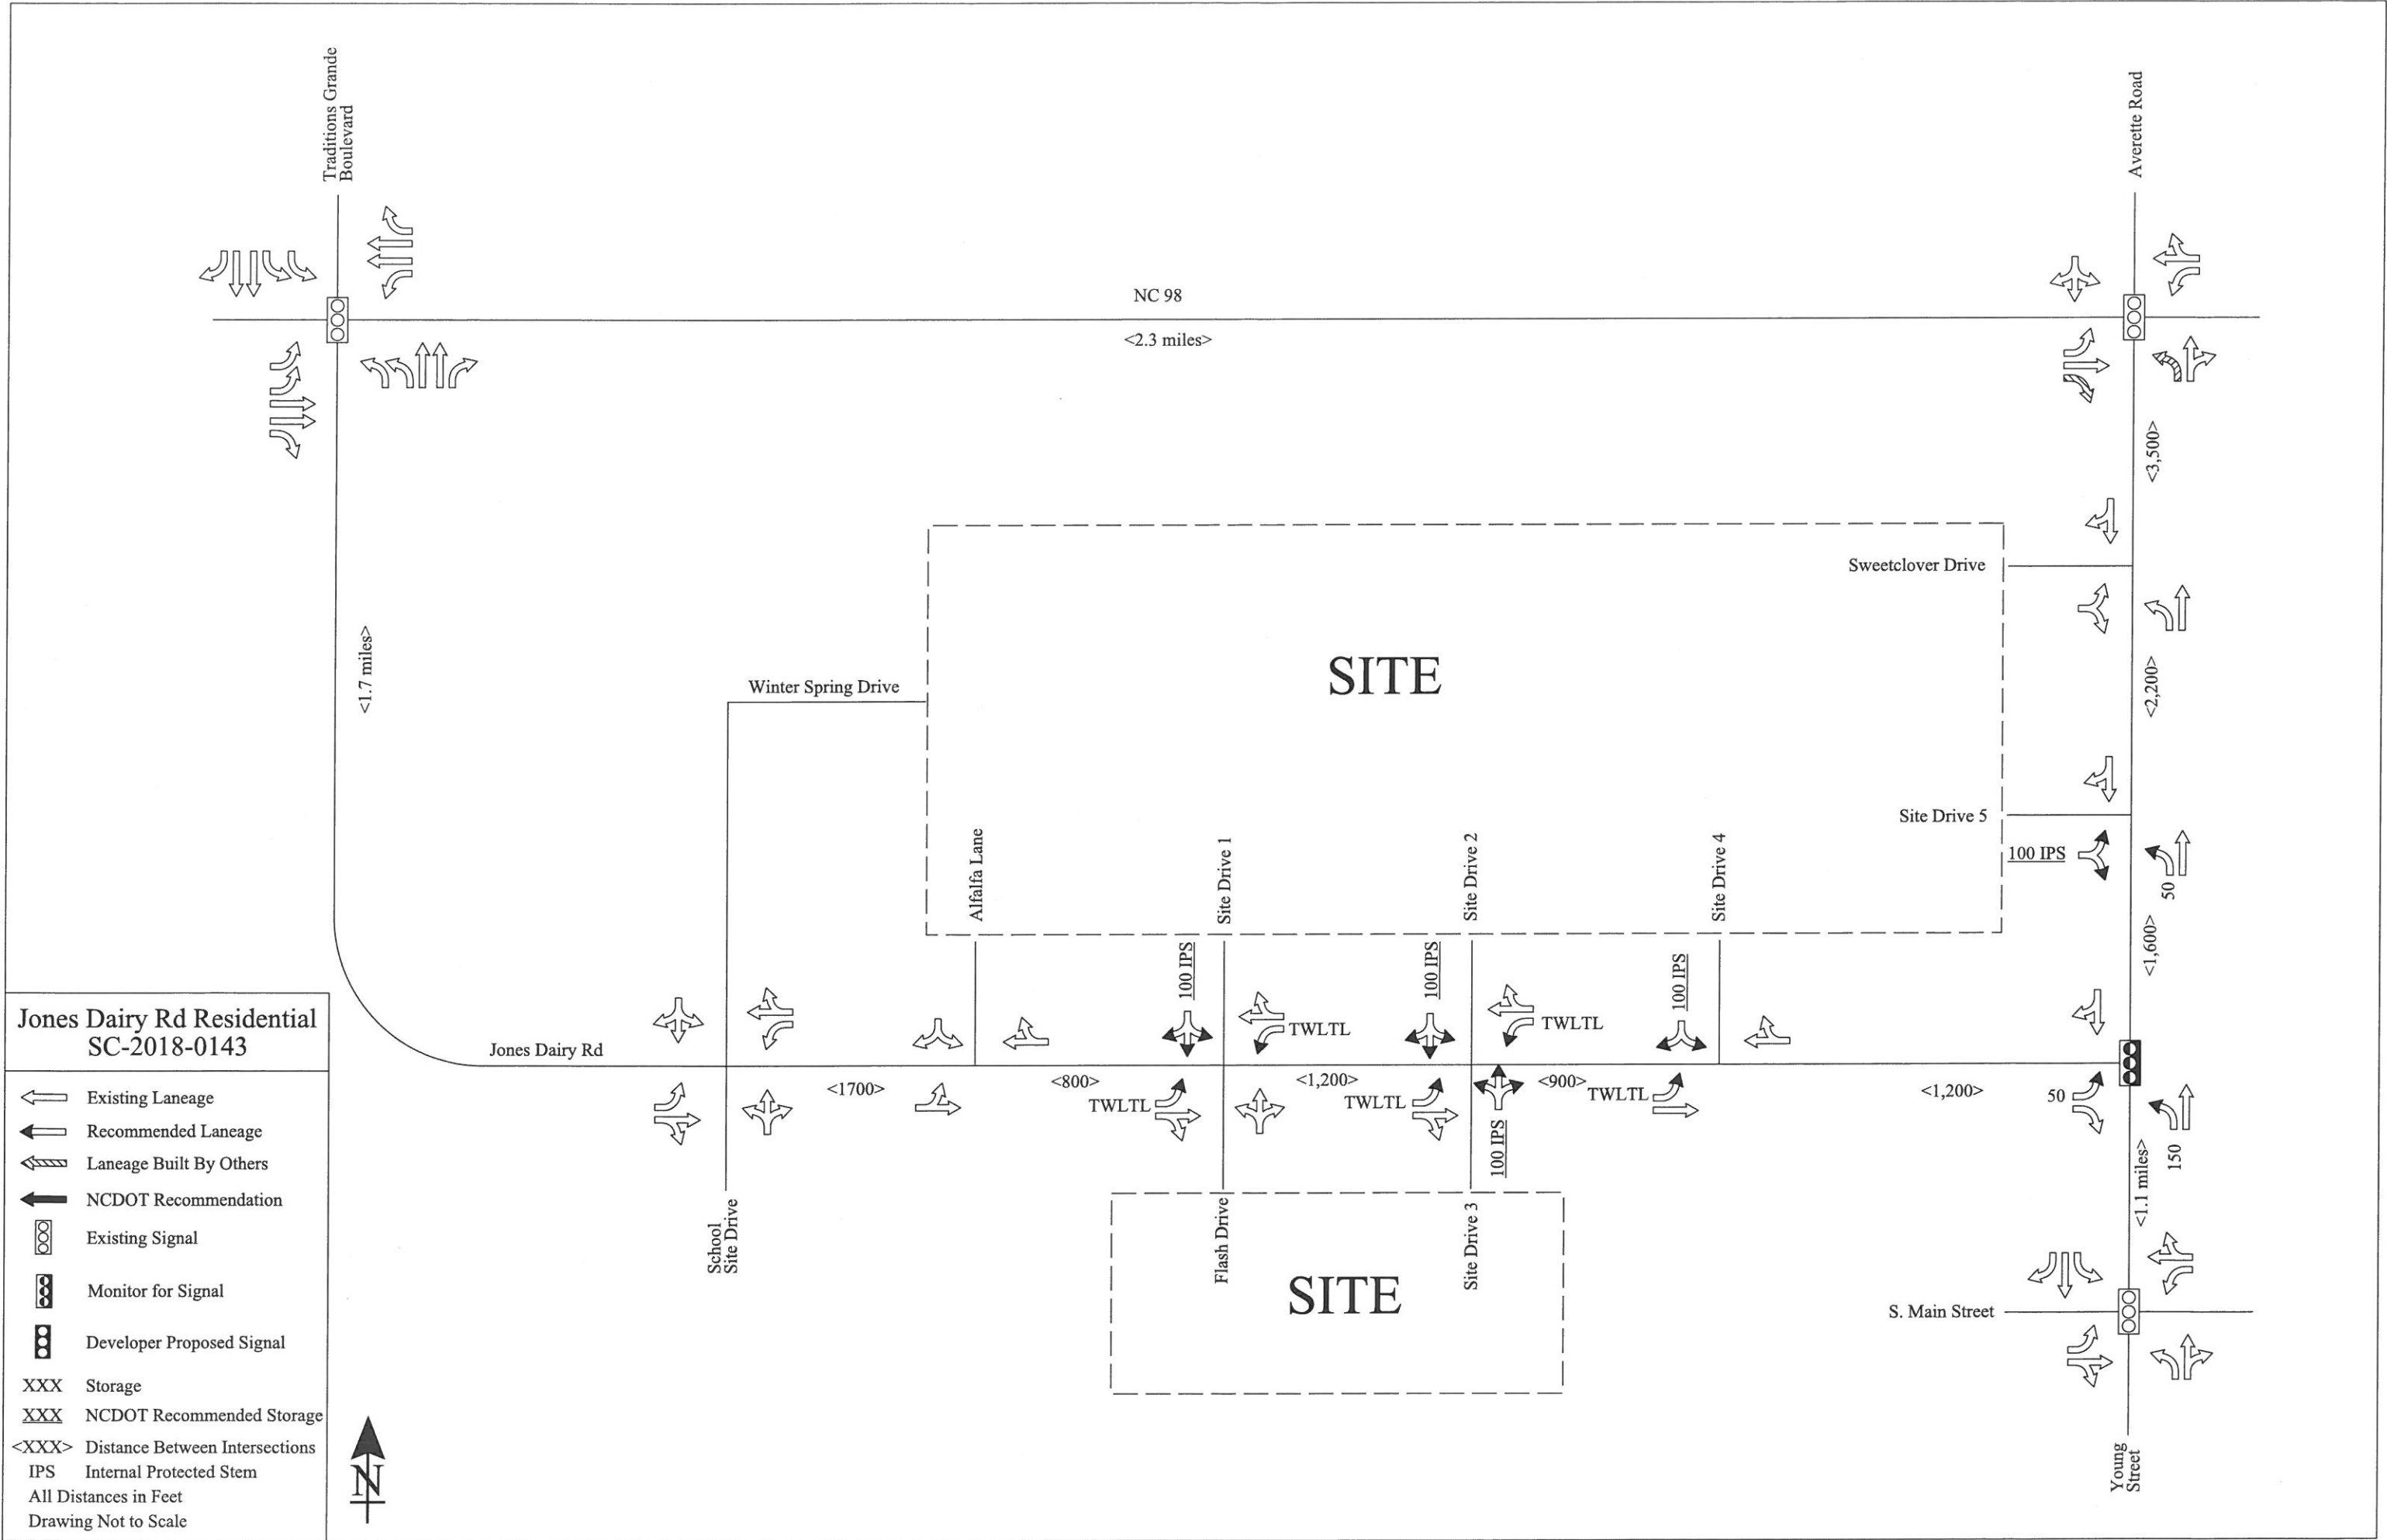 Traditions Grande
Boulevard
Averette Road
NC 98
<2.3 miles>
<3,500>
Sweetclover Drive
SITE
<1.7 miles>
Winter Spring Drive
<2,200>
Site Drive 5
100 IPS
50
Alfalfa Lane
Site Drive 1
Site Drive 2
Site Drive 4
<1,600>
100 IPS
100 IPS
100 IPS
TWLTL
TWLTL
Jones Dairy Rd
<1700>
<800>
<1,200>
<900>
<1,200>
TWLTL
TWLTL
TWLTL
50
100 IPS
150
<1.1 miles>
School
Site Drive
Flash Drive
Site Drive 3
SITE
S. Main Street
Young
Street
Jones Dairy Rd Residential
SC-2018-0143
Existing Laneage
Recommended Laneage
Laneage Built By Others
NCDOT Recommendation
Existing Signal
Monitor for Signal
Developer Proposed Signal
XXX Storage
XXX NCDOT Recommended Storage
<XXX> Distance Between Intersections
IPS Internal Protected Stem
All Distances in Feet
Drawing Not to Scale
N